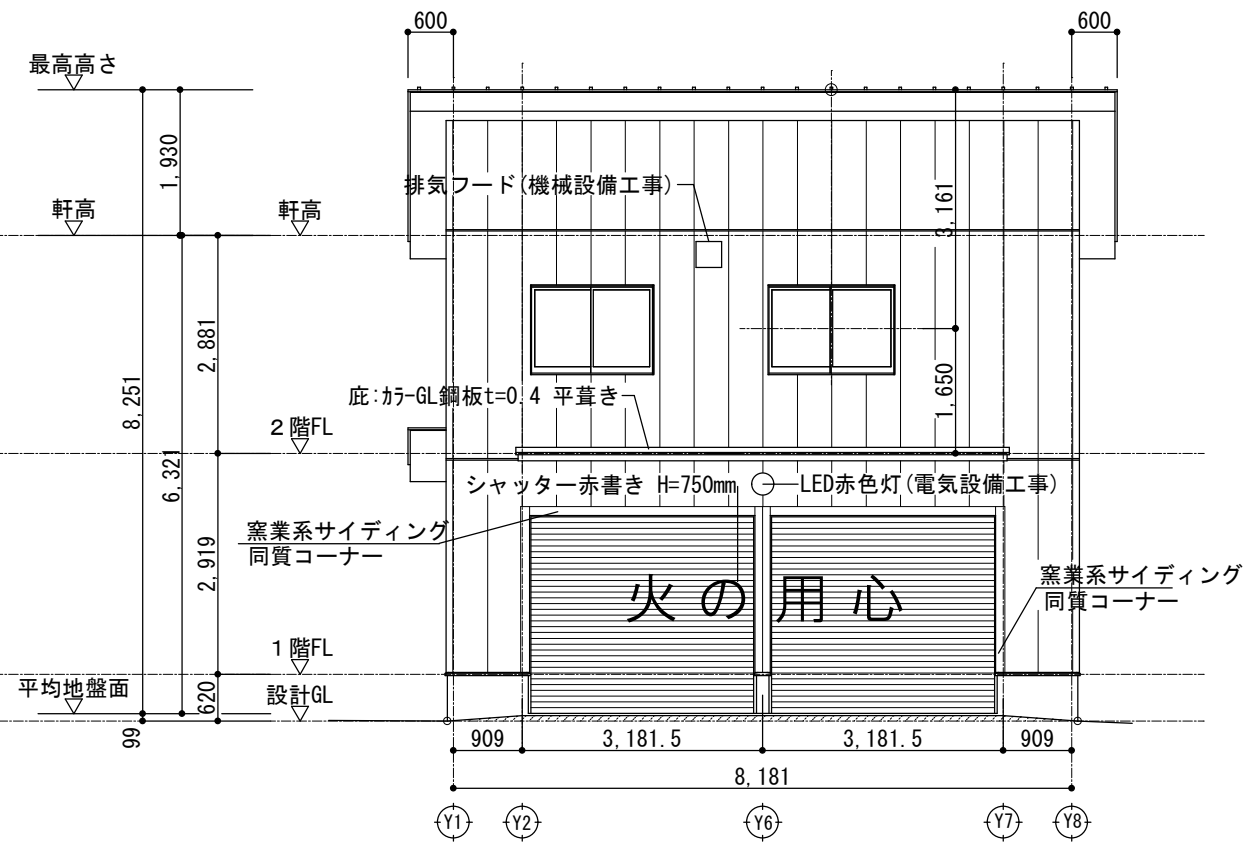 600
600
最高高さ
1,930
排気フード(機械設備工事)
3,161
軒高
軒高
2,881
8,251
庇:ｶﾗｰGL鋼板t=0.4 平葺き
1,650
２階FL
6,321
シャッター赤書き H=750mm
LED赤色灯(電気設備工事)
窯業系サイディング
同質コーナー
2,919
火の用心
窯業系サイディング
同質コーナー
１階FL
平均地盤面
設計GL
620
99
909
3,181.5
3,181.5
909
8,181
Y1
Y2
Y6
Y7
Y8